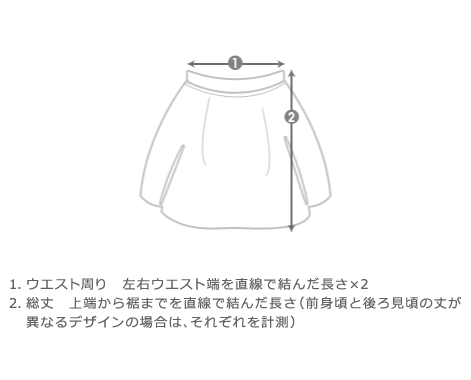 1
2
1. ウエスト周り　左右ウエスト端を直線で結んだ長さ×2
2. 総丈　上端から裾までを直線で結んだ長さ（前身頃と後ろ見頃の丈が
異なるデザインの場合は、それぞれを計測）